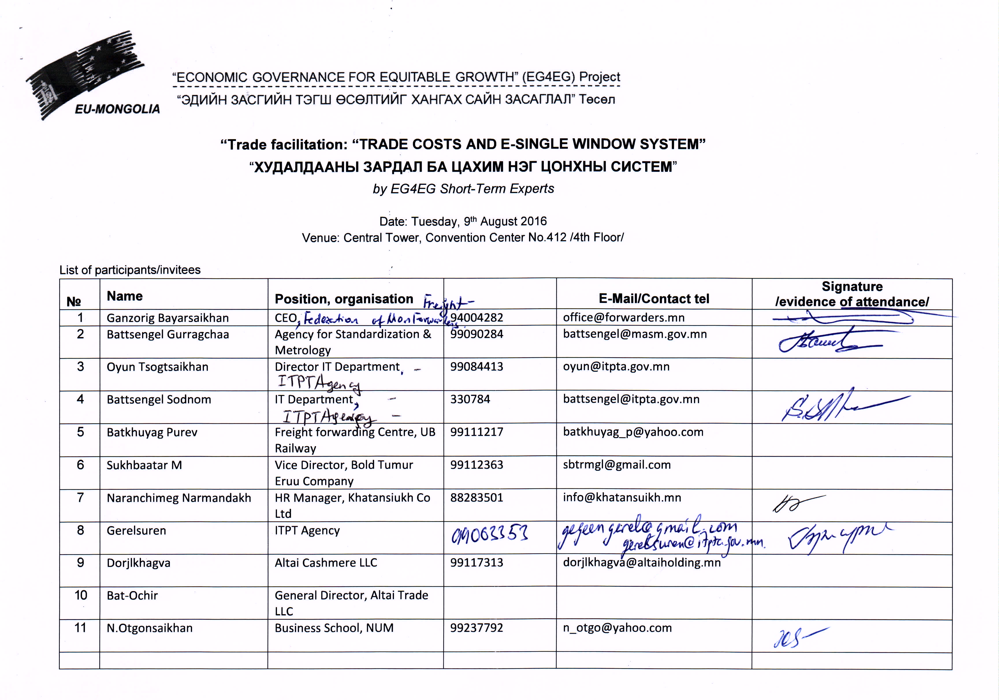 EU-MONGOLIA
“ECONOMIC GOVERNANCE FOR EQUITABLE GROWTH” (EG4EG) Project
“ЭДИЙН ЗАСГИЙН ТЭГШ ӨСӨЛТИЙГ ХАНГАХ САЙН ЗАСАГЛАЛ” Төсөл
“Trade facilitation: “TRADE COSTS AND E-SINGLE WINDOW SYSTEM”
“ХУДАЛДААНЫ ЗАРДАЛ БА ЦАХИМ НЭГ ЦОНХНЫ СИСТЕМ”
by EG4EG Short-Term Experts
Date: Tuesday, 9th August 2016
Venue: Central Tower, Convention Center No.412 /4th Floor/
List of participants/invitees
№ Name Position, organisation E-Mail/Contact tel Signature
/evidence of attendance/
Freight-
1 Ganzorig Bayarsaikhan CEO, Federation of Mon Forwarders 94004282 office@forwarders.mn
2 Battsengel Gurragchaa Agency for Standardization & 99090284 battsengel@masm.gov.mn
Metrology
3 Oyun Tsogtsaikhan Director IT Department, - 99084413 oyun@itpta.gov.mn
ITPT Agency
4 Battsengel Sodnom IT Department, - 330784 battsengel@itpta.gov.mn
ITPT Agency -
5 Batkhuyag Purev Freight forwarding Centre, UB 99111217 batkhuyag_p@yahoo.com
Railway
6 Sukhbaatar M Vice Director, Bold Tumur 99112363 sbtrmgl@gmail.com
Eruu Company
7 Naranchimeg Narmandakh HR Manager, Khatansiukh Co 88283501 info@khatansuikh.mn
Ltd
8 Gerelsuren ITPT Agency 99063353 gegeengerel@gmail.com
gerelsuren@itpta.gov.mn.
9 Dorjlkhagva Altai Cashmere LLC 99117313 dorjlkhagva@altaiholding.mn
10 Bat-Ochir General Director, Altai Trade
LLC
11 N.Otgonsaikhan Business School, NUM 99237792 n_otgo@yahoo.com